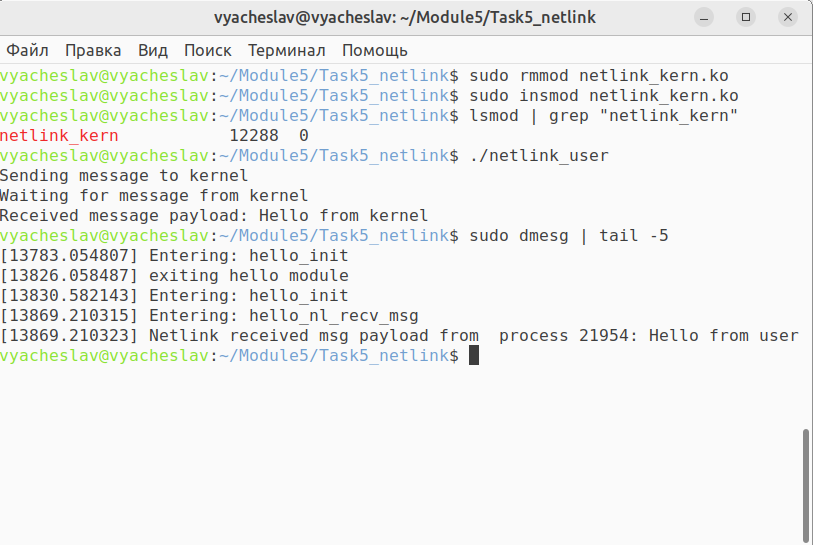 vyacheslav@vyacheslav: ~/Module5/Task5_netlink
Файл Правка Вид Поиск Терминал Помощь
vyacheslav@vyacheslav:~/Module5/Task5_netlink$ sudo rmmod netlink_kern.ko
vyacheslav@vyacheslav:~/Module5/Task5_netlink$ sudo insmod netlink_kern.ko
vyacheslav@vyacheslav:~/Module5/Task5_netlink$ lsmod | grep "netlink_kern"
netlink_kern           12288  0
vyacheslav@vyacheslav:~/Module5/Task5_netlink$ ./netlink_user
Sending message to kernel
Waiting for message from kernel
Received message payload: Hello from kernel
vyacheslav@vyacheslav:~/Module5/Task5_netlink$ sudo dmesg | tail -5
[13783.054807] Entering: hello_init
[13826.058487] exiting hello module
[13830.582143] Entering: hello_init
[13869.210315] Entering: hello_nl_recv_msg
[13869.210323] Netlink received msg payload from  process 21954: Hello from user
vyacheslav@vyacheslav:~/Module5/Task5_netlink$